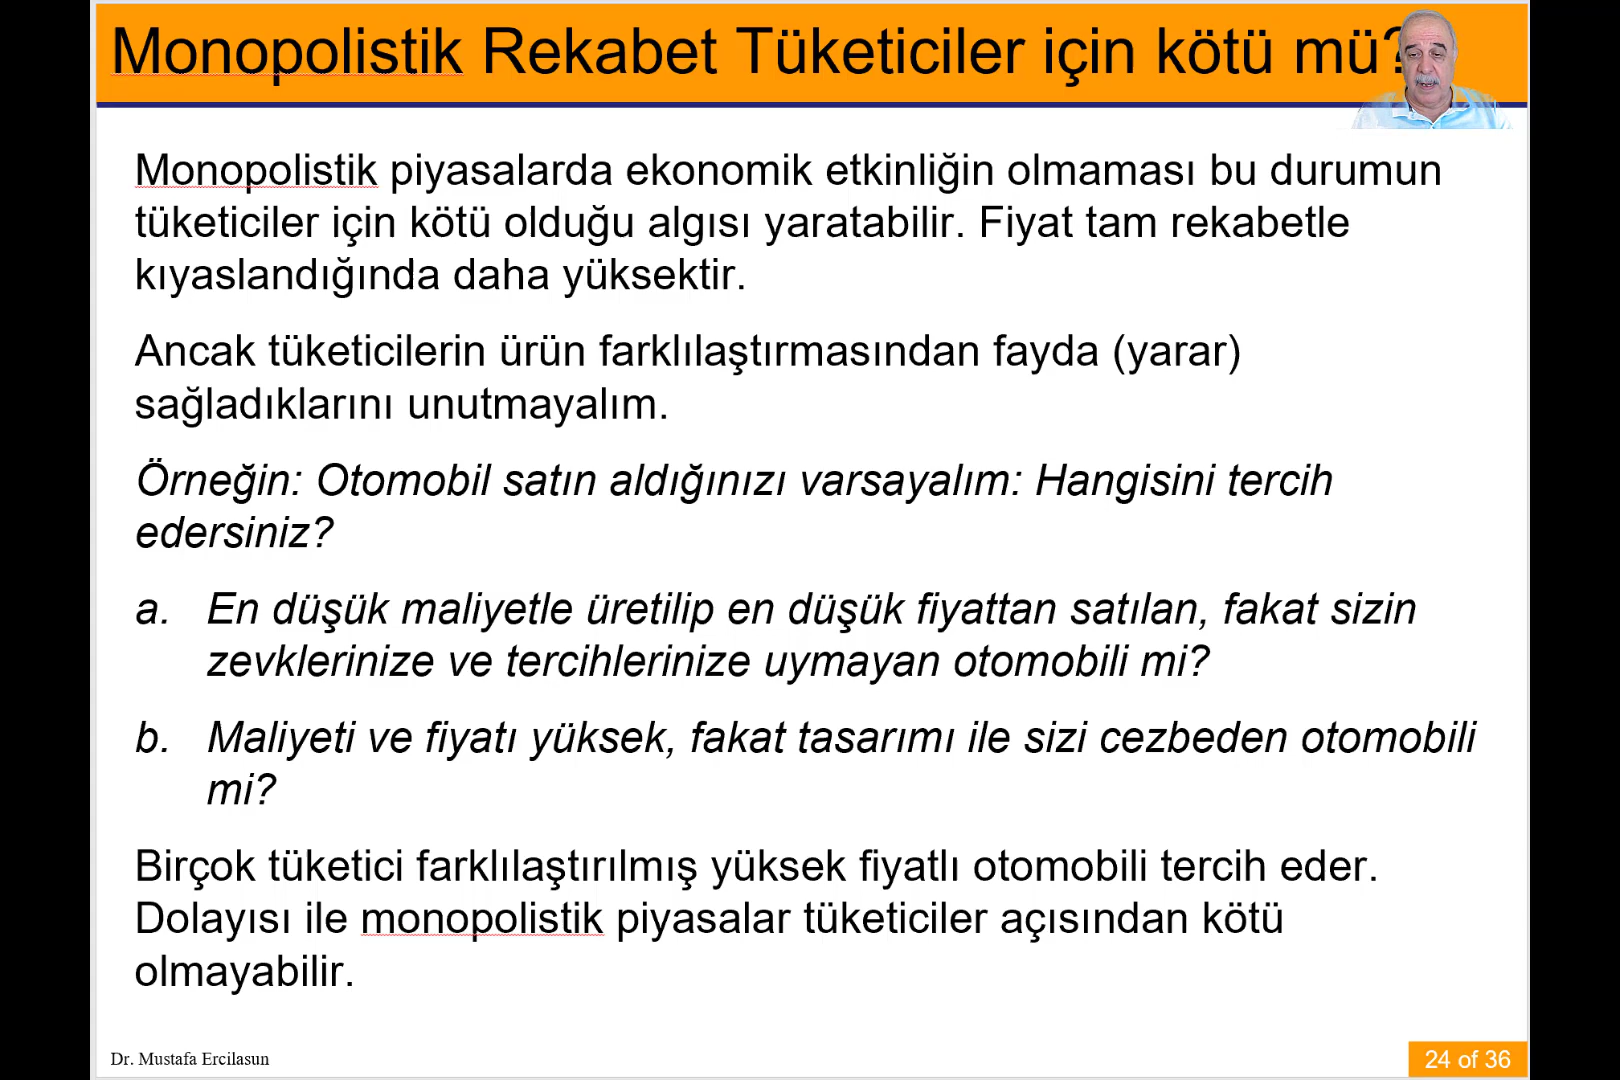 Monopolistik Rekabet Tüketiciler için kötü mü?
Monopolistik piyasalarda ekonomik etkinliğin olmaması bu durumun
tüketiciler için kötü olduğu algısı yaratabilir. Fiyat tam rekabetle
kıyaslandığında daha yüksektir.
Ancak tüketicilerin ürün farklılaştırmasından fayda (yarar)
sağladıklarını unutmayalım.
Örneğin: Otomobil satın aldığınızı varsayalım: Hangisini tercih
edersiniz?
a. En düşük maliyetle üretilip en düşük fiyattan satılan, fakat sizin
zevklerinize ve tercihlerinize uymayan otomobili mi?
b. Maliyeti ve fiyatı yüksek, fakat tasarımı ile sizi cezbeden otomobili
mi?
Birçok tüketici farklılaştırılmış yüksek fiyatlı otomobili tercih eder.
Dolayısı ile monopolistik piyasalar tüketiciler açısından kötü
olmayabilir.
Dr. Mustafa Ercilasun
24 of 36